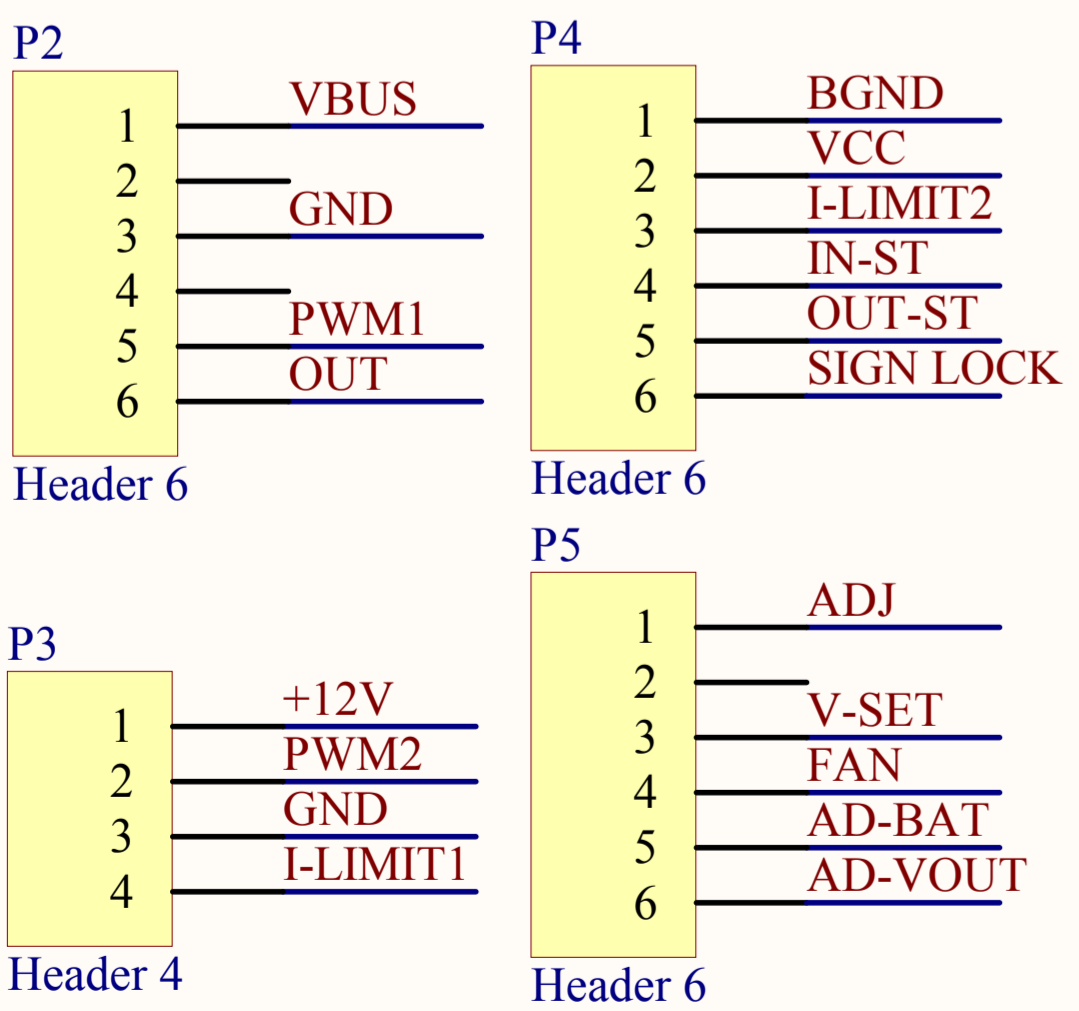 P2
1 VBUS
2
3 GND
4
5 PWM1
6 OUT
Header 6
P4
1 BGND
2 VCC
3 I-LIMIT2
4 IN-ST
5 OUT-ST
6 SIGN LOCK
Header 6
P3
1 +12V
2 PWM2
3 GND
4 I-LIMIT1
Header 4
P5
1 ADJ
2
3 V-SET
4 FAN
5 AD-BAT
6 AD-VOUT
Header 6